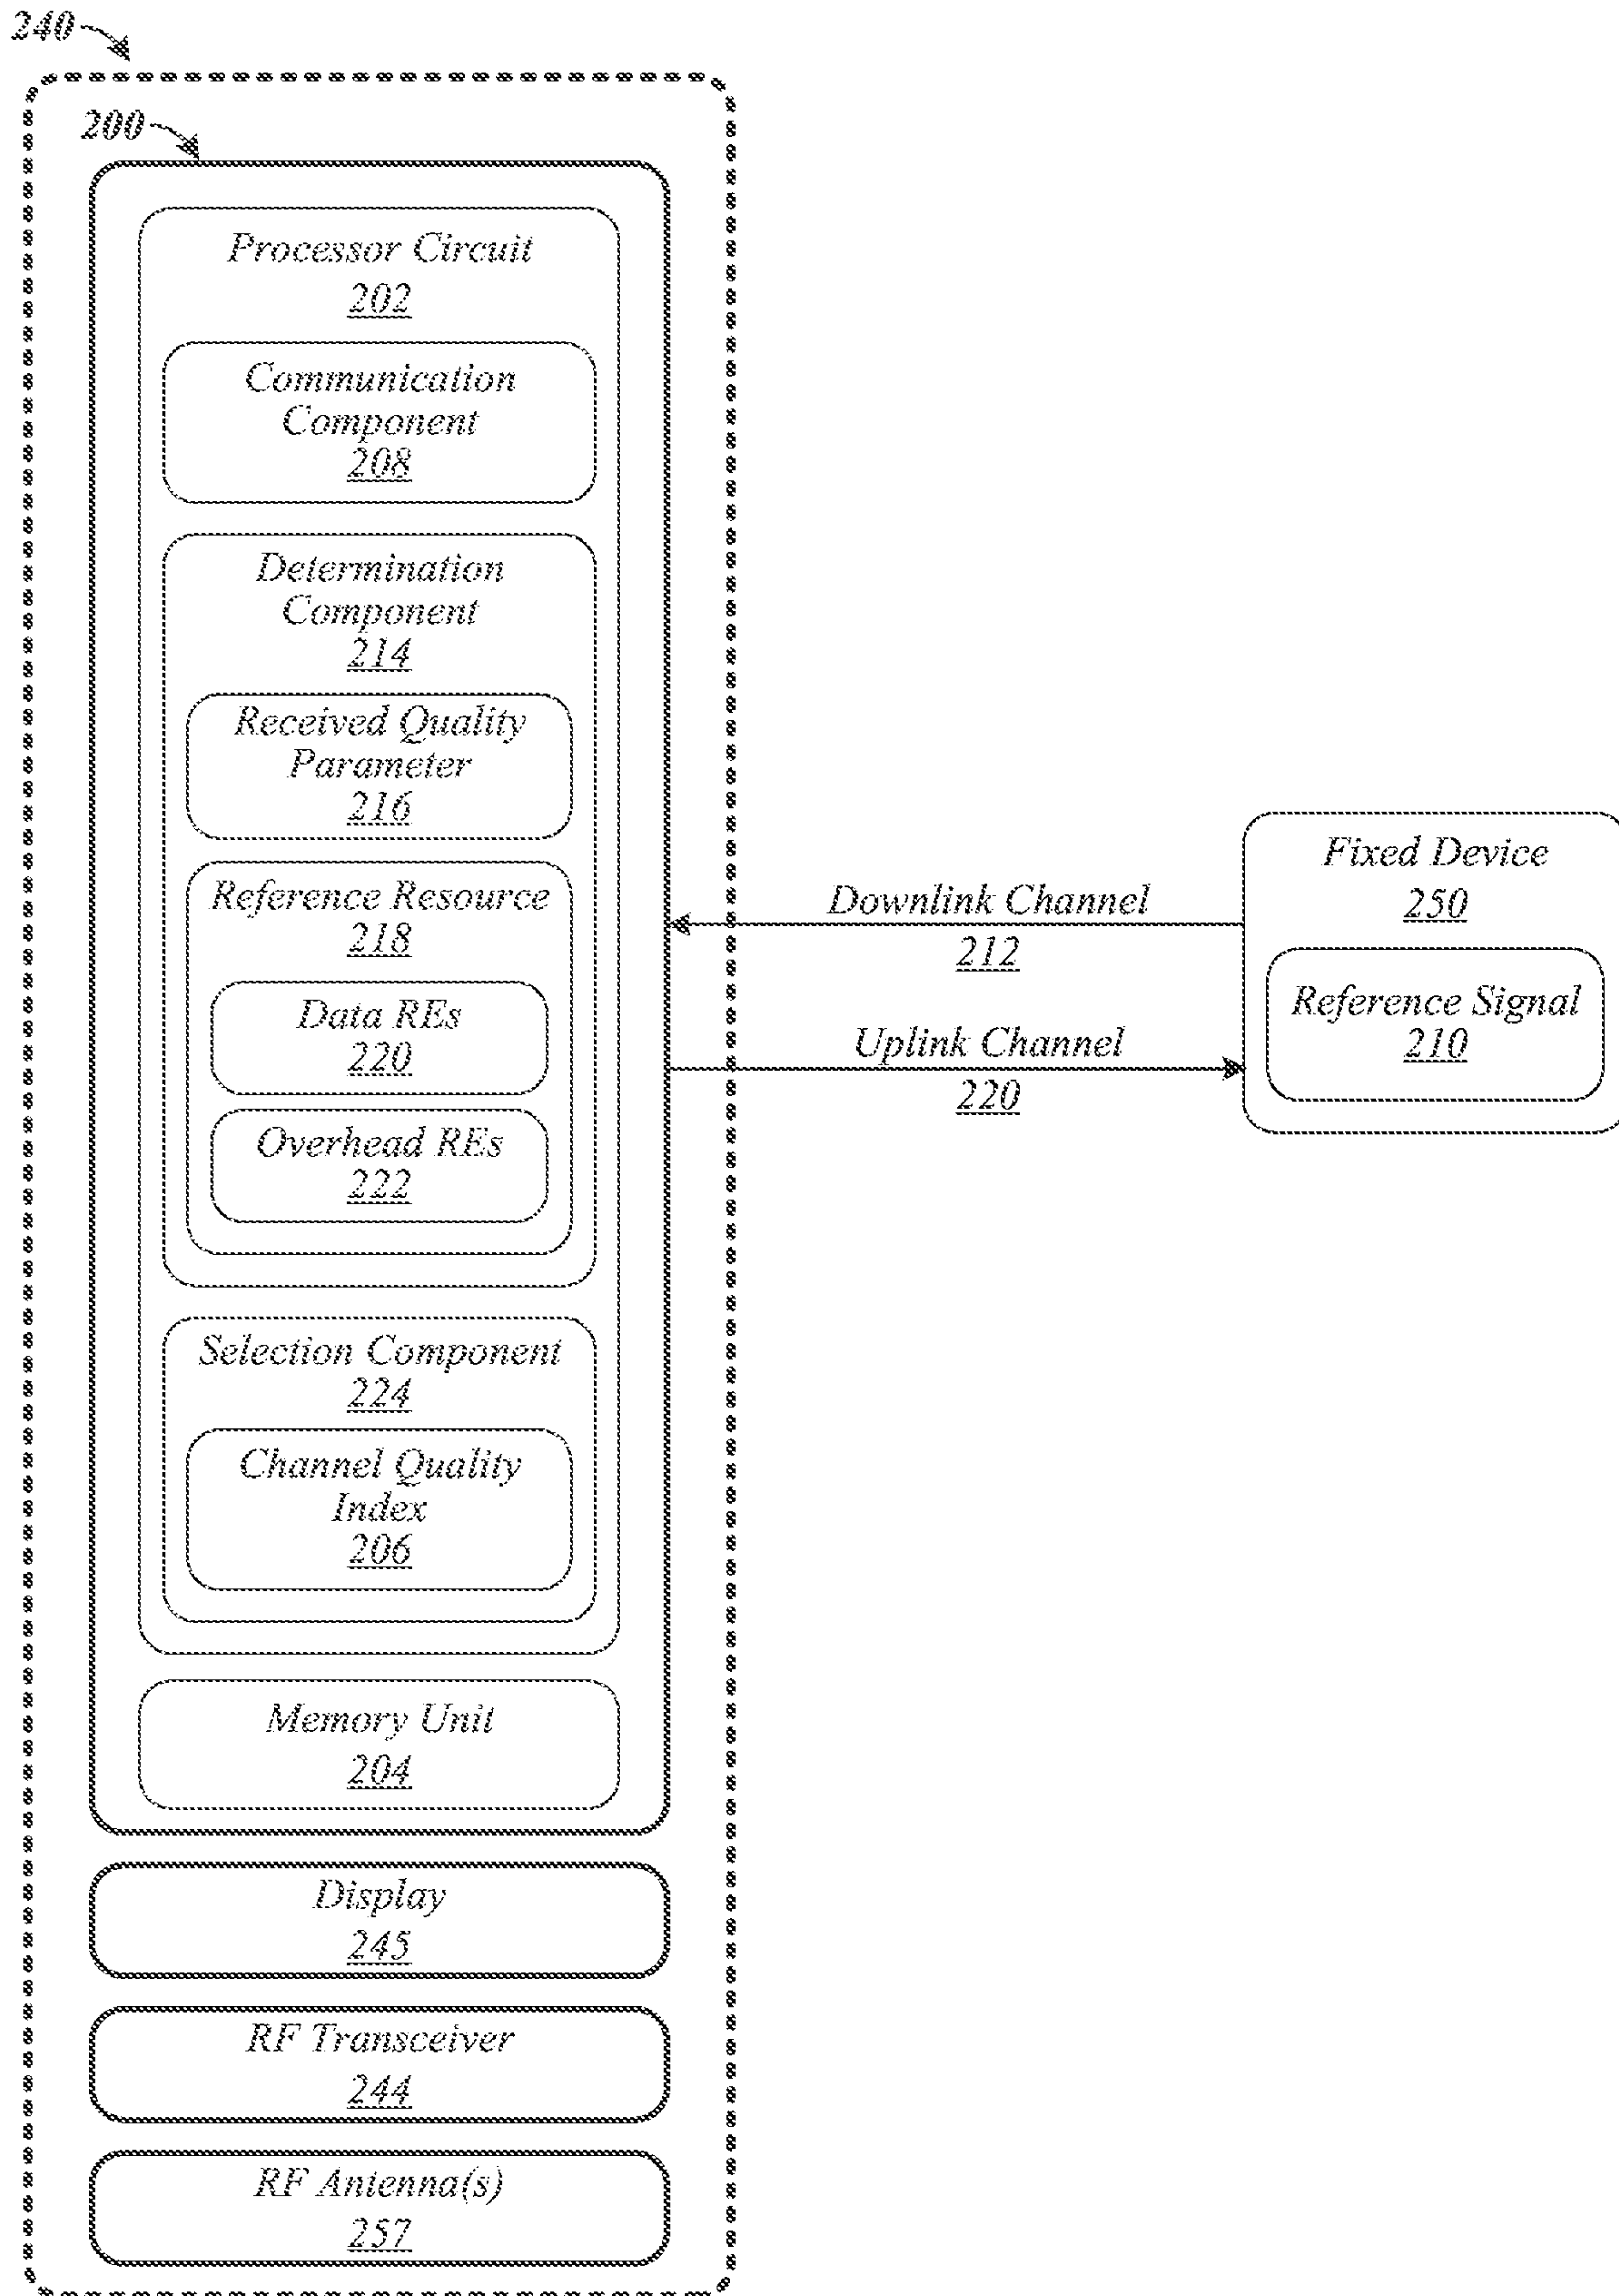 240
200
Processor Circuit
202
Communication
Component
208
Determination
Component
214
Received Quality
Parameter
216
Reference Resource
218
Data REs
220
Overhead REs
222
Selection Component
224
Channel Quality
Index
206
Memory Unit
204
Display
245
RF Transceiver
244
RF Antenna(s)
257
Downlink Channel
212
Uplink Channel
220
Fixed Device
250
Reference Signal
210